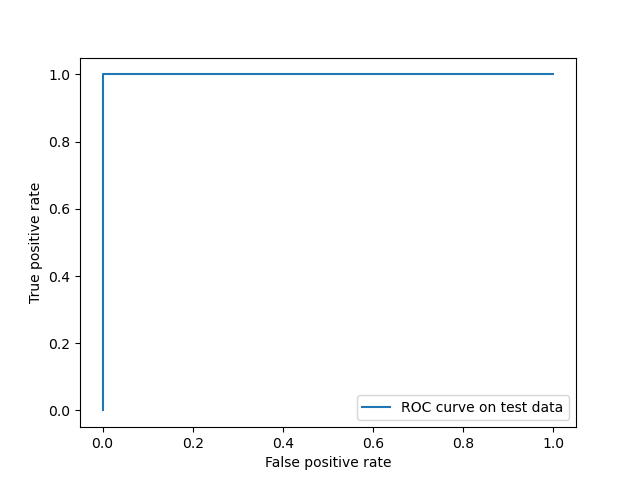 1.0
0.8
0.6
0.4
0.2
0.0
True positive rate
ROC curve on test data
0.0 0.2 0.4 0.6 0.8 1.0
False positive rate